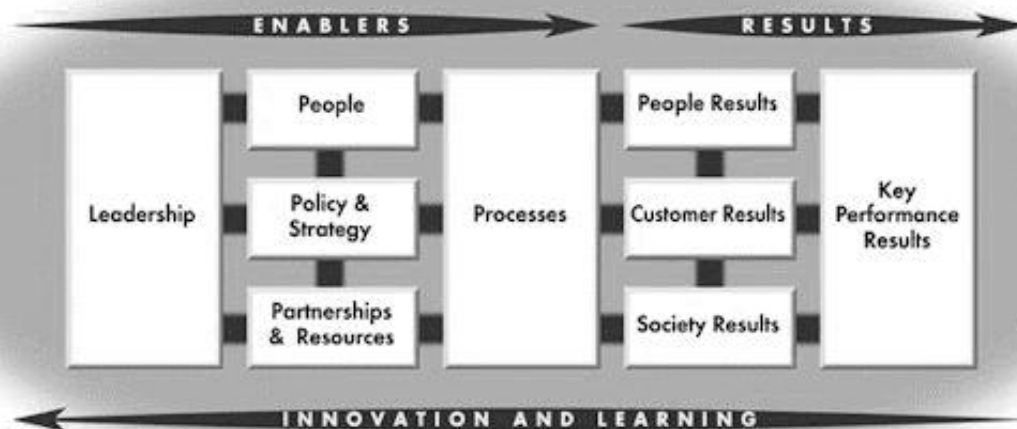 ENABLERS
RESULTS
Leadership
People
Policy &
Strategy
Partnerships
& Resources
Processes
People Results
Customer Results
Society Results
Key
Performance
Results
INNOVATION AND LEARNING